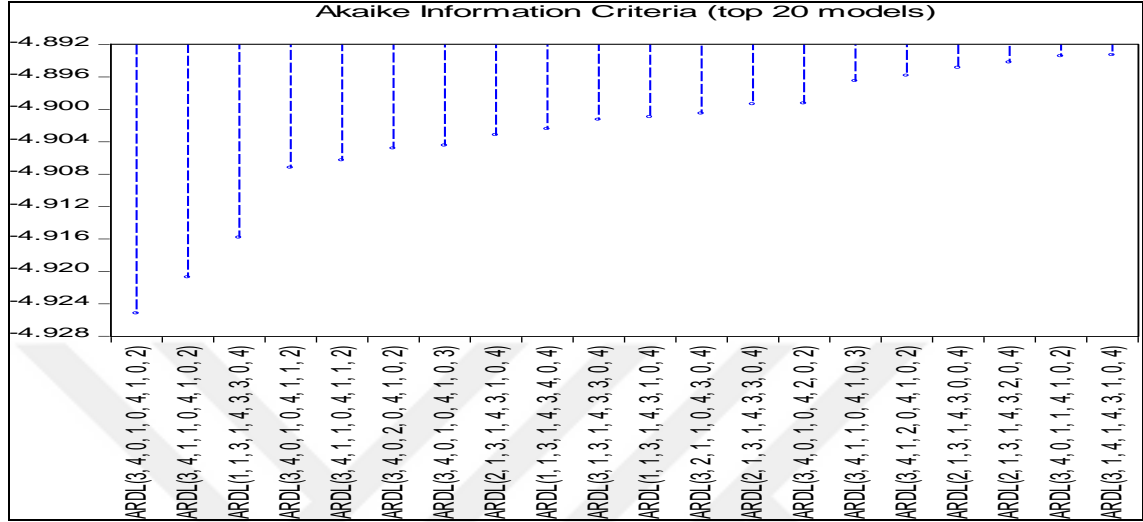 Akaike Information Criteria (top 20 models)
-4.892
-4.896
-4.900
-4.904
-4.908
-4.912
-4.916
-4.920
-4.924
-4.928
ARDL(3, 4, 0, 1, 0, 4, 1, 0, 2)
ARDL(3, 4, 1, 1, 0, 4, 1, 0, 2)
ARDL(1, 1, 3, 1, 4, 3, 3, 0, 4)
ARDL(3, 4, 0, 1, 0, 4, 1, 1, 2)
ARDL(3, 4, 1, 1, 0, 4, 1, 1, 2)
ARDL(3, 4, 0, 2, 0, 4, 1, 0, 2)
ARDL(3, 4, 0, 1, 0, 4, 1, 0, 3)
ARDL(2, 1, 3, 1, 4, 3, 1, 0, 4)
ARDL(1, 1, 3, 1, 4, 3, 4, 0, 4)
ARDL(3, 1, 3, 1, 4, 3, 3, 0, 4)
ARDL(1, 1, 3, 1, 4, 3, 1, 0, 4)
ARDL(3, 2, 1, 1, 0, 4, 3, 0, 4)
ARDL(2, 1, 3, 1, 4, 3, 3, 0, 4)
ARDL(3, 4, 0, 1, 0, 4, 2, 0, 2)
ARDL(3, 4, 1, 1, 0, 4, 1, 0, 3)
ARDL(3, 4, 1, 2, 0, 4, 1, 0, 2)
ARDL(2, 1, 3, 1, 4, 3, 0, 0, 4)
ARDL(2, 1, 3, 1, 4, 3, 2, 0, 4)
ARDL(3, 4, 0, 1, 1, 4, 1, 0, 2)
ARDL(3, 1, 4, 1, 4, 3, 1, 0, 4)